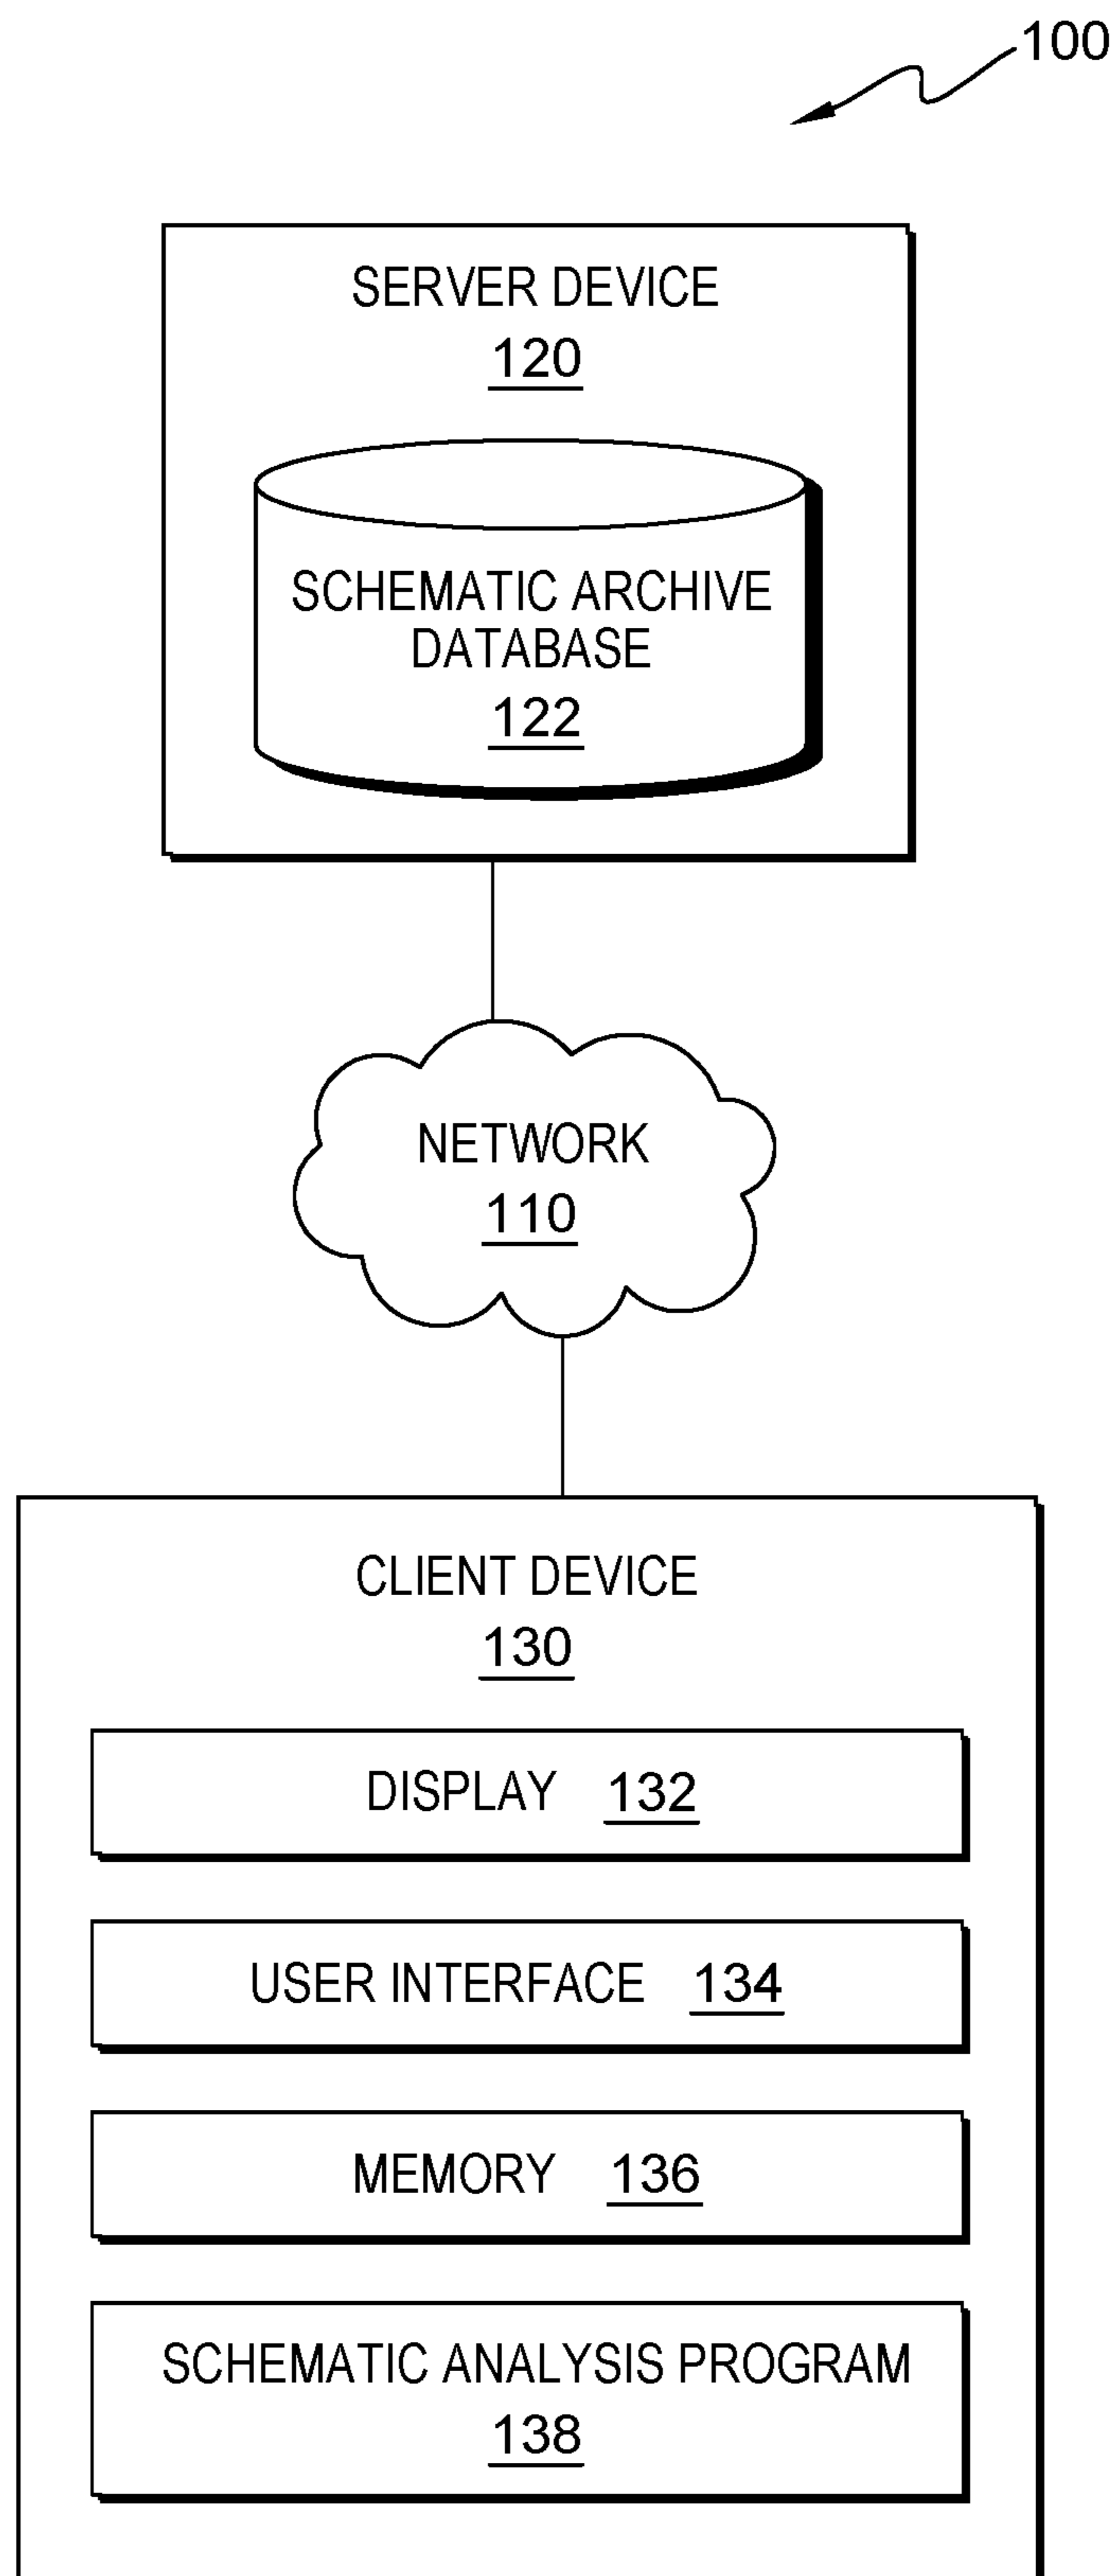 100
SERVER DEVICE
120
SCHEMATIC ARCHIVE
DATABASE
122
NETWORK
110
CLIENT DEVICE
130
DISPLAY 132
USER INTERFACE 134
MEMORY 136
SCHEMATIC ANALYSIS PROGRAM
138